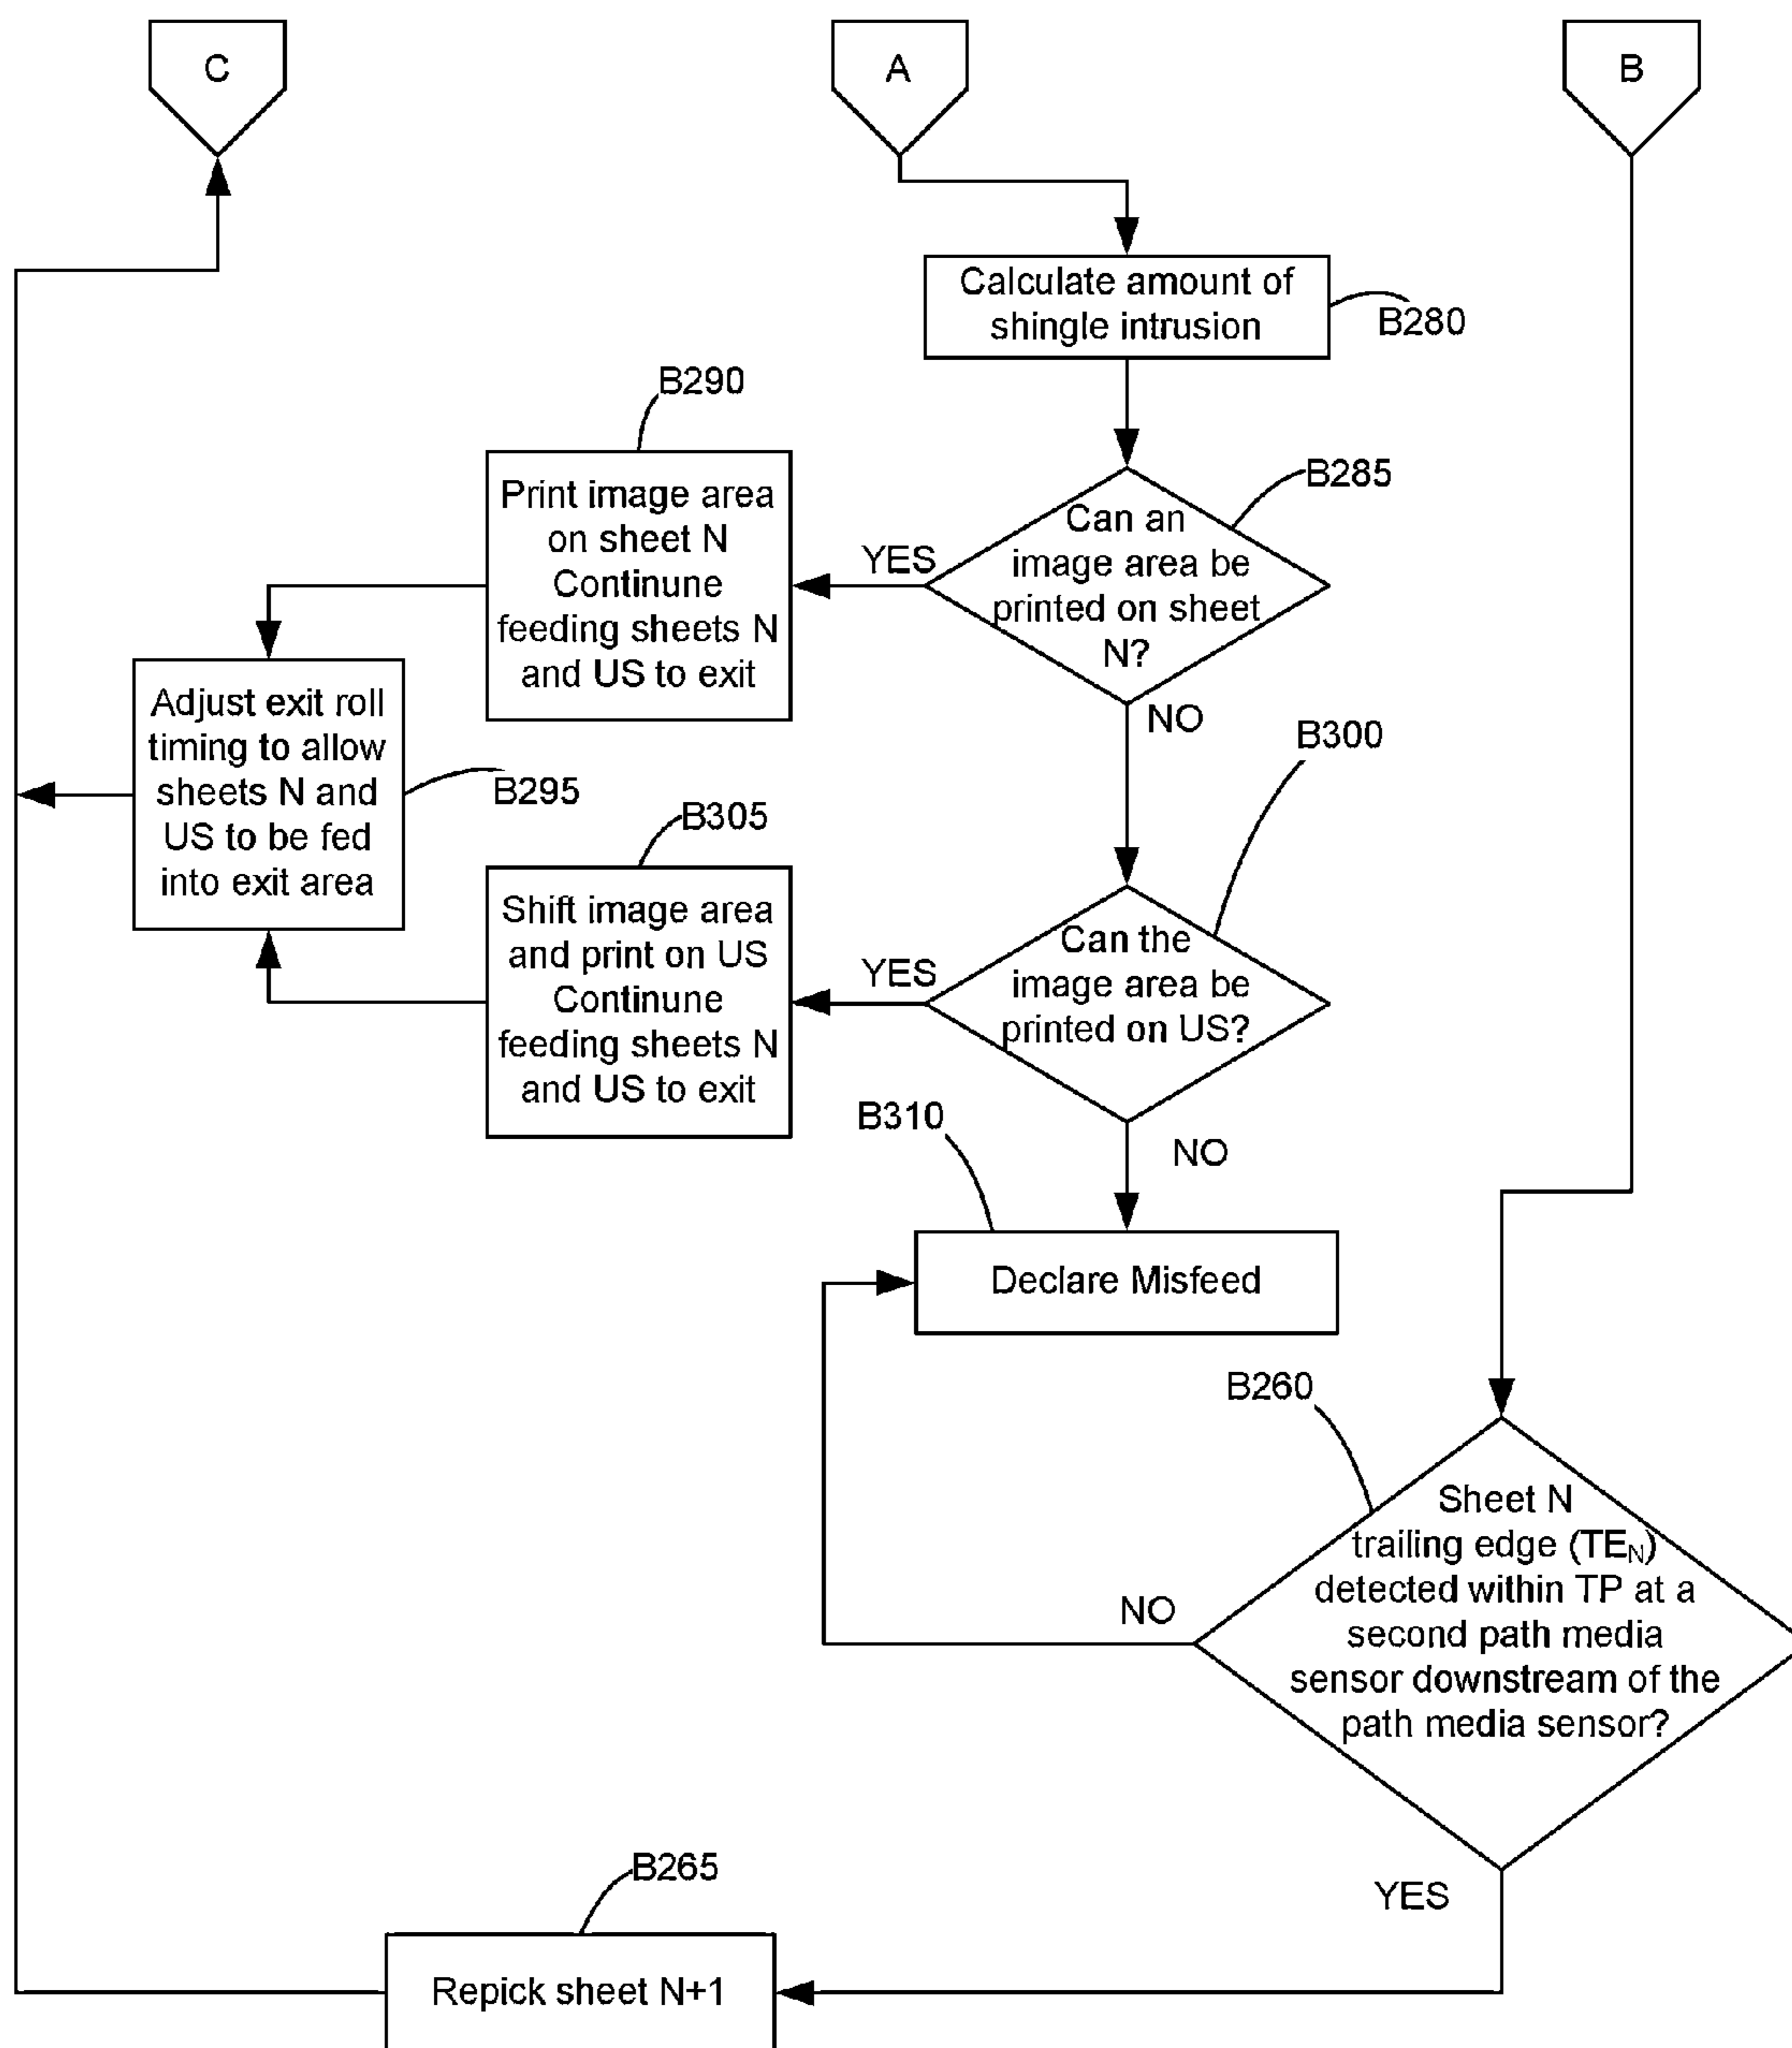 C
A
B
Calculate amount of
shingle intrusion
B280
B290
Print image area
on sheet N
Continune
feeding sheets N
and US to exit
YES
Can an
image area be
printed on sheet
N?
B285
NO
Adjust exit roll
timing to allow
sheets N and
US to be fed
into exit area
B295
B300
B305
Shift image area
and print on US
Continune
feeding sheets N
and US to exit
YES
Can the
image area be
printed on US?
NO
B310
Declare Misfeed
B260
Sheet N
trailing edge (TEN)
detected within TP at a
second path media
sensor downstream of the
path media sensor?
NO
YES
B265
Repick sheet N+1